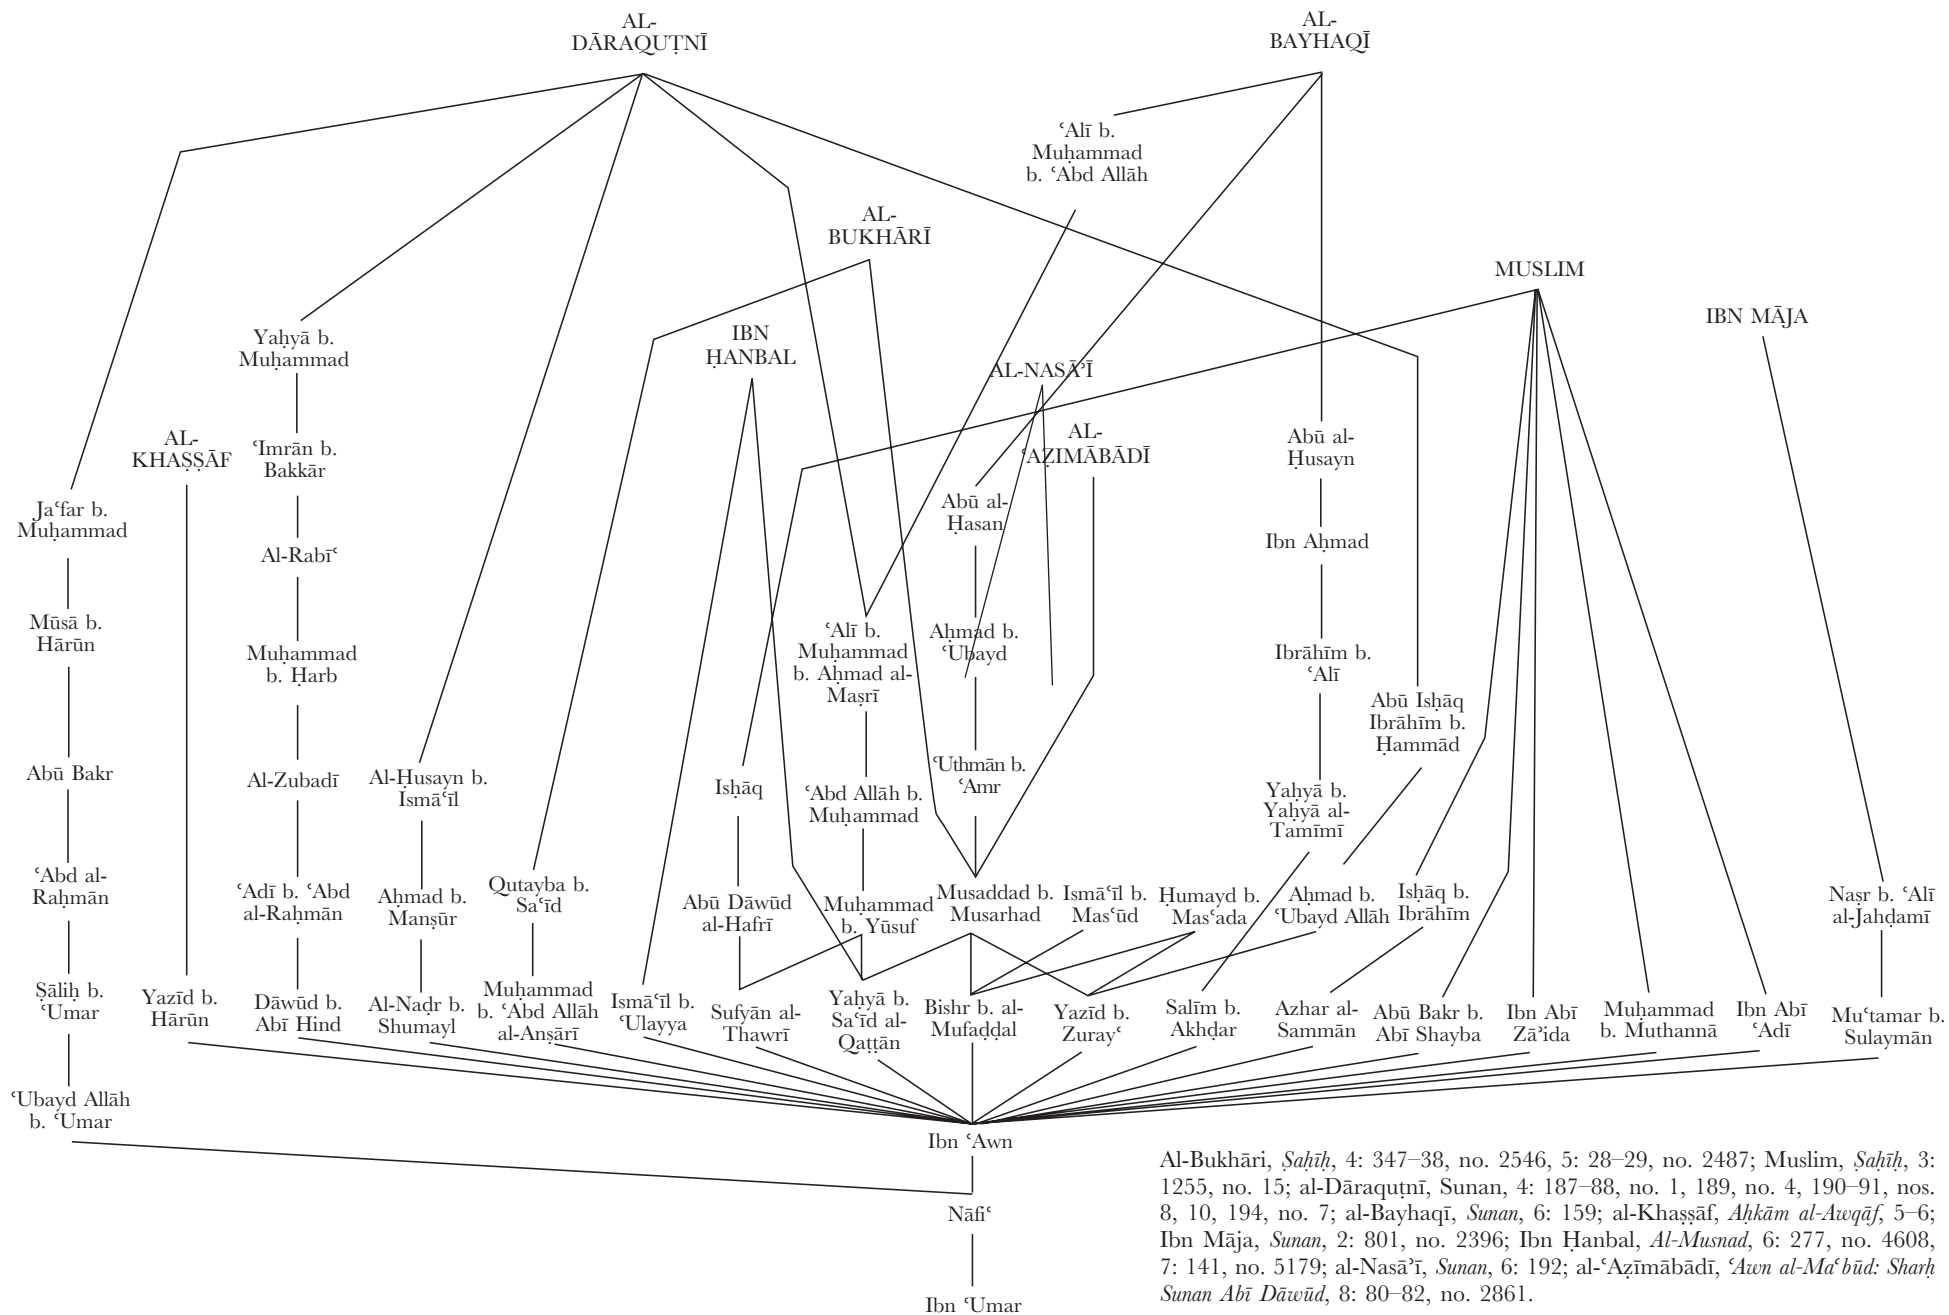 AL-
DĀRAQUṬNĪ
AL-
BAYHAQĪ
ʿAlī b.
Muḥammad
b. ʿAbd Allāh
AL-
BUKHĀRĪ
MUSLIM
IBN MĀJA
Yaḥyā b.
Muḥammad
IBN
ḤANBAL
AL-NASĀʾĪ
AL-
KHAṢṢĀF
ʿImrān b.
Bakkār
AL-
ʿAẒIMĀBĀDĪ
Abū al-
Ḥusayn
Jaʿfar b.
Muḥammad
Abū al-
Ḥasan
Al-Rabīʿ
Ibn Aḥmad
Mūsā b.
Hārūn
Muḥammad
b. Ḥarb
ʿAlī b.
Muḥammad
b. Aḥmad al-
Maṣrī
Aḥmad b.
ʿUbayd
Ibrāhīm b.
ʿAlī
Abū Isḥāq
Ibrāhīm b.
Ḥammād
Abū Bakr
Al-Zubadī
Al-Ḥusayn b.
Ismāʿīl
Isḥāq
ʿAbd Allāh b.
Muḥammad
ʿUthmān b.
ʿAmr
Yaḥyā b.
Yaḥyā al-
Tamīmī
ʿAbd al-
Raḥmān
ʿAdī b. ʿAbd
al-Raḥmān
Aḥmad b.
Manṣūr
Qutayba b.
Saʿīd
Abū Dāwūd
al-Hafrī
Muḥammad
b. Yūsuf
Musaddad b.
Musarhad
Ismāʿīl b.
Masʿūd
Ḥumayd b.
Masʿada
Aḥmad b.
ʿUbayd Allāh
Isḥāq b.
Ibrāhīm
Naṣr b. ʿAlī
al-Jahḍamī
Ṣāliḥ b.
ʿUmar
Yazīd b.
Hārūn
Dāwūd b.
Abī Hind
Al-Naḍr b.
Shumayl
Muḥammad
b. ʿAbd Allāh
al-Anṣārī
Ismāʿīl b.
ʿUlayya
Sufyān al-
Thawrī
Yaḥyā b.
Saʿīd al-
Qaṭṭān
Bishr b. al-
Mufaḍḍal
Yazīd b.
Zurayʿ
Salīm b.
Akhḍar
Azhar al-
Sammān
Abū Bakr b.
Abī Shayba
Ibn Abī
Zāʾida
Muḥammad
b. Muthannā
Ibn Abī
ʿAdī
Muʿtamar b.
Sulaymān
ʿUbayd Allāh
b. ʿUmar
Ibn ʿAwn
Nāfiʿ
Ibn ʿUmar
Al-Bukhāri, Ṣaḥīḥ, 4: 347–38, no. 2546, 5: 28–29, no. 2487; Muslim, Ṣaḥīḥ, 3:
1255, no. 15; al-Dāraquṭnī, Sunan, 4: 187–88, no. 1, 189, no. 4, 190–91, nos.
8, 10, 194, no. 7; al-Bayhaqī, Sunan, 6: 159; al-Khaṣṣāf, Aḥkām al-Awqāf, 5–6;
Ibn Māja, Sunan, 2: 801, no. 2396; Ibn Ḥanbal, Al-Musnad, 6: 277, no. 4608,
7: 141, no. 5179; al-Nasāʾī, Sunan, 6: 192; al-ʿAẓīmābādī, ʿAwn al-Maʿbūd: Sharḥ
Sunan Abī Dāwūd, 8: 80–82, no. 2861.